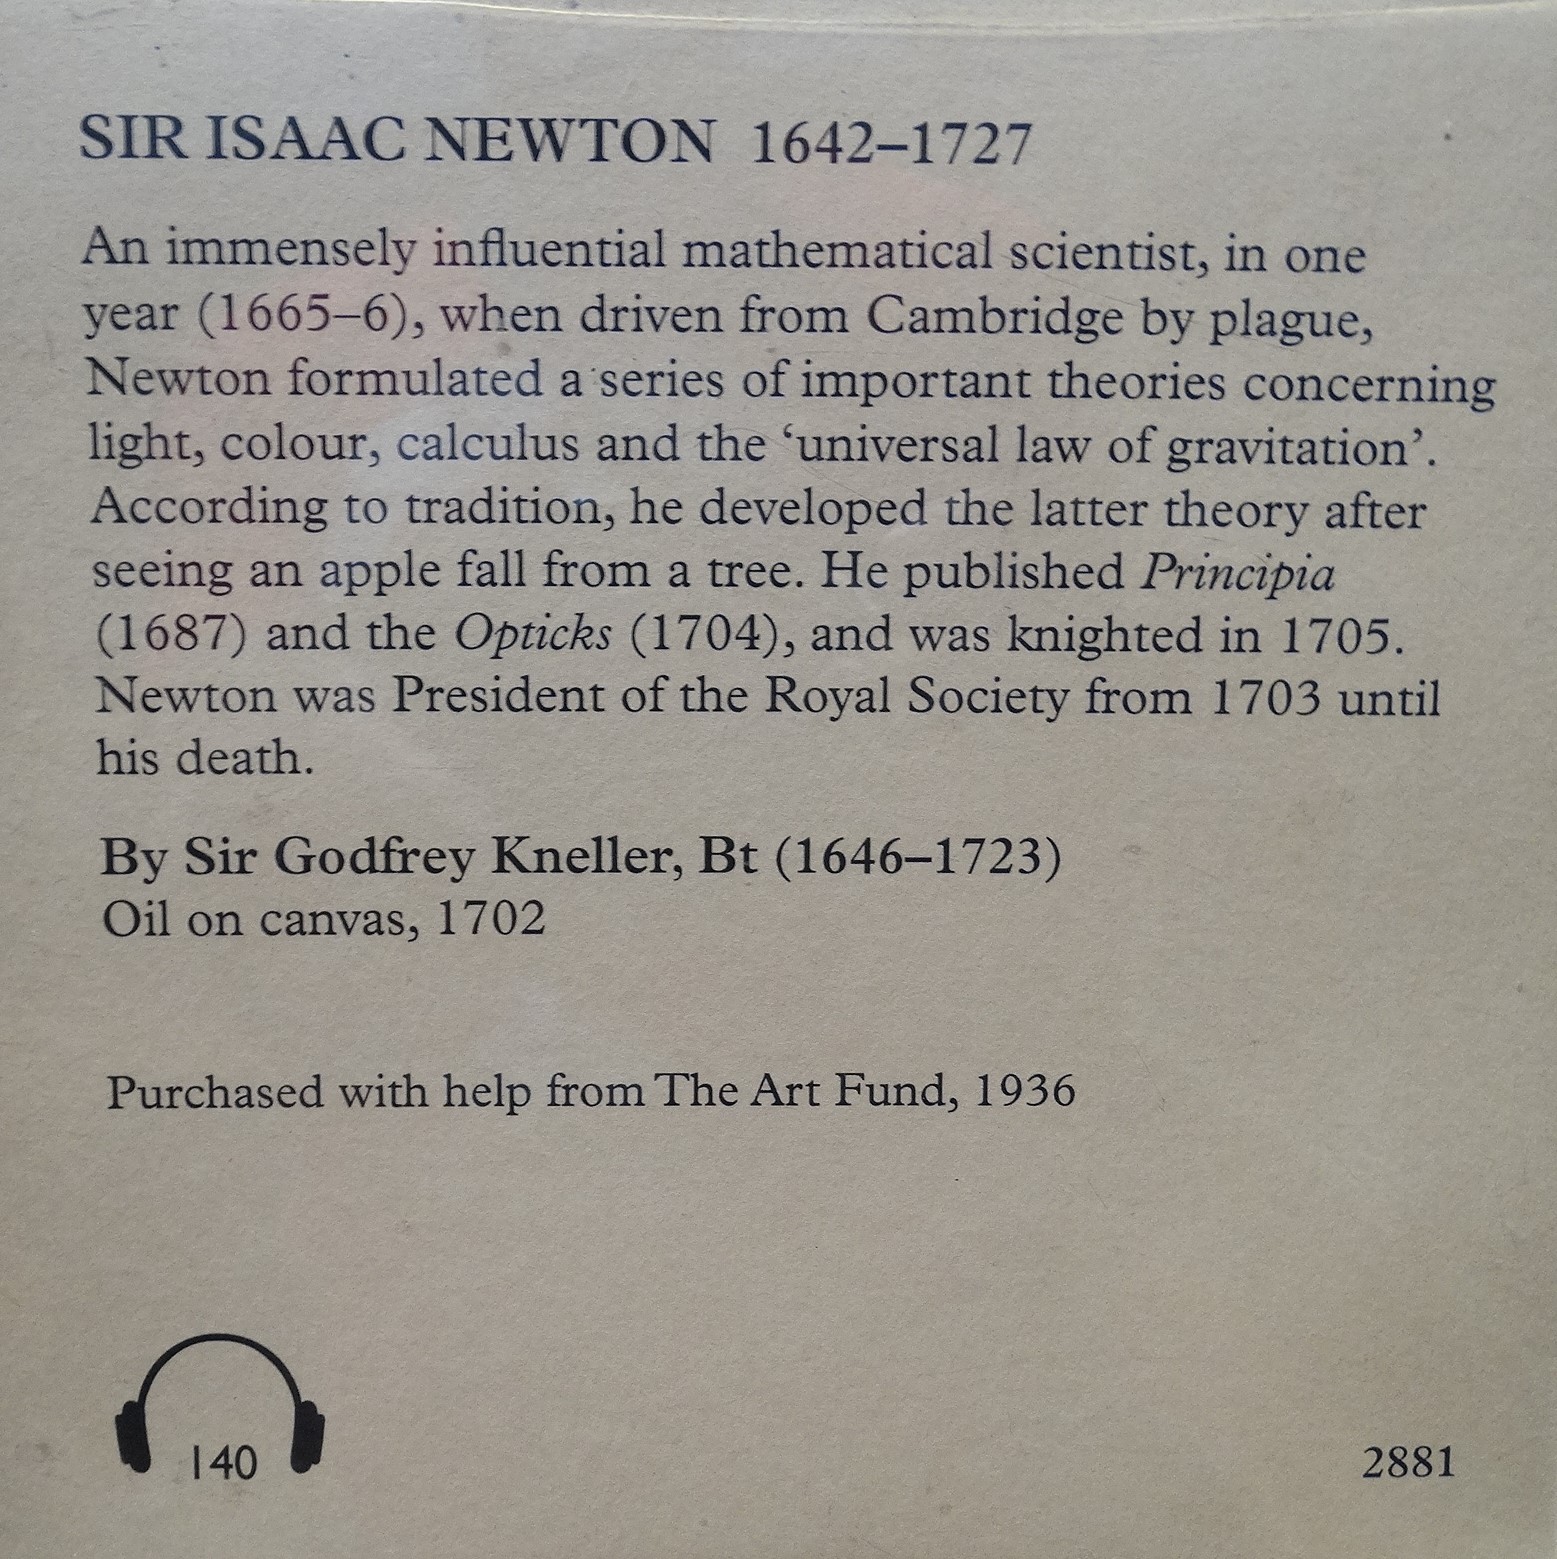 SIR ISAAC NEWTON 1642–1727
An immensely influential mathematical scientist, in one
year (1665–6), when driven from Cambridge by plague,
Newton formulated a series of important theories concerning
light, colour, calculus and the ‘universal law of gravitation’.
According to tradition, he developed the latter theory after
seeing an apple fall from a tree. He published Principia
(1687) and the Opticks (1704), and was knighted in 1705.
Newton was President of the Royal Society from 1703 until
his death.
By Sir Godfrey Kneller, Bt (1646–1723)
Oil on canvas, 1702
Purchased with help from The Art Fund, 1936
140
2881